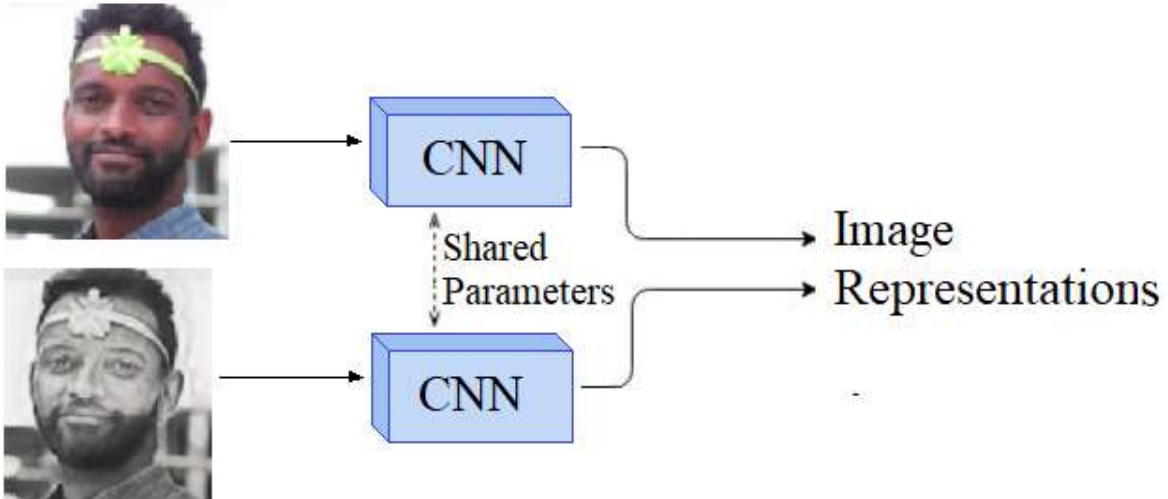 CNN
Shared
Parameters
CNN
Image
Representations